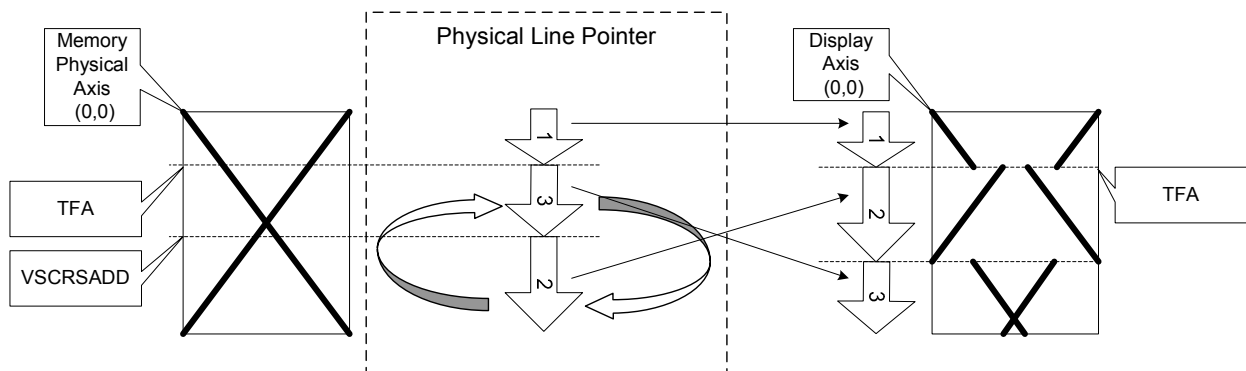 Memory
Physical
Axis
(0,0)
TFA
VSCRSADD
Physical Line Pointer
1
3
2
Display
Axis
(0,0)
1
2
3
TFA